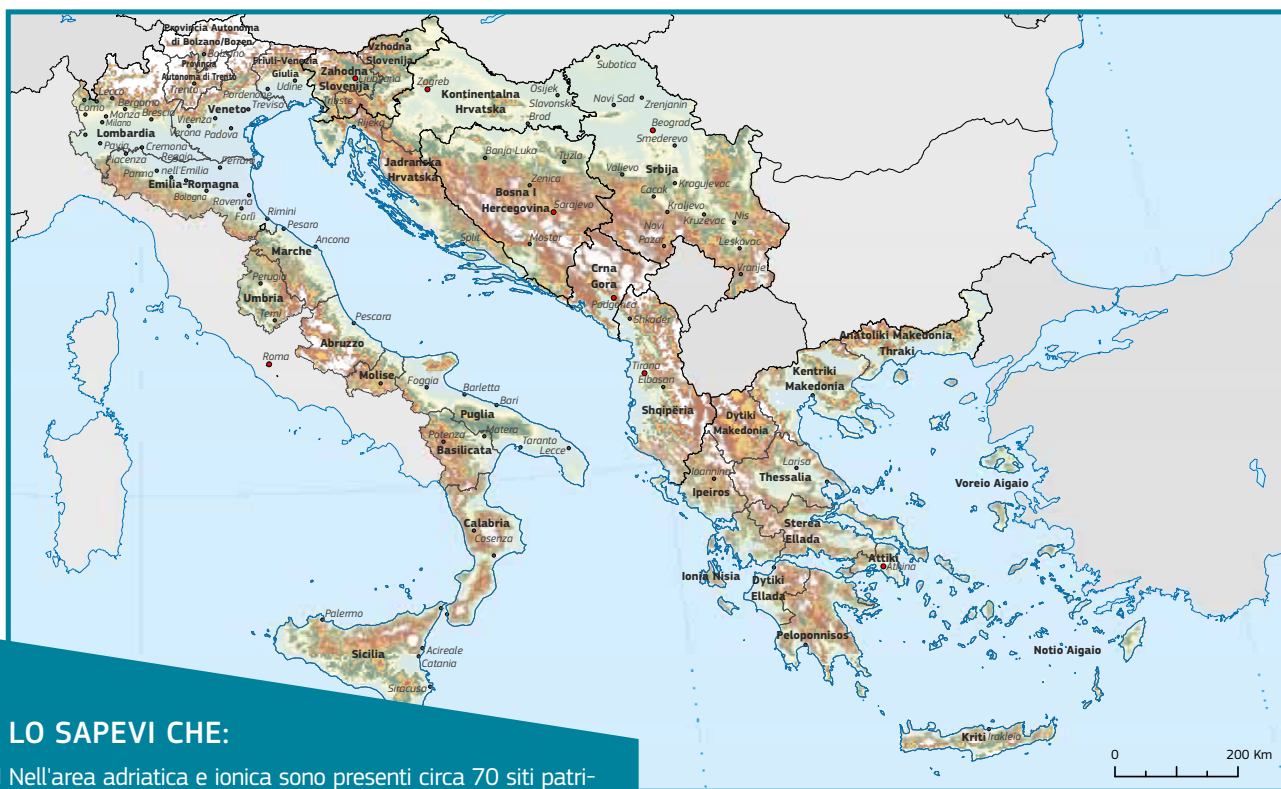 Provincia Autonoma
di Bolzano/Bozen
Bolzano
Provincia
Autonoma di Trento
Trento
Friuli-Venezia
Giulia
Udine
Pordenone
Treviso
Veneto
Vicenza
Verona
Padova
Lecco
Como
Bergamo
Monza
Brescia
Milano
Lombardia
Pavia
Cremona
Piacenza
Reggio
nell'Emilia
Parma
Ferrara
Emilia-Romagna
Bologna
Ravenna
Forlì
Rimini
Pesaro
Ancona
Marche
Perugia
Umbria
Terni
Pescara
Abruzzo
Roma
Molise
Foggia
Barletta
Bari
Puglia
Matera
Potenza
Basilicata
Taranto
Lecce
Calabria
Cosenza
Palermo
Sicilia
Acireale
Catania
Siracusa
Vzhodna
Slovenija
Zahodna
Slovenija
Ljubljana
Trieste
Rijeka
Zagreb
Kontinentalna
Hrvatska
Osijek
Slavonski
Brod
Jadranska
Hrvatska
Split
Banja Luka
Tuzla
Zenica
Bosna I
Hercegovina
Sarajevo
Mostar
Subotica
Novi Sad
Zrenjanin
Beograd
Smederevo
Valjevo
Srbija
Cacak
Kragujevac
Kraljevo
Kruzevac
Nis
Novi
Pazar
Leskovac
Vranje
Crna
Gora
Podgorica
Shkoder
Tirana
Elbasan
Shqipëria
Anatoliki Makedonia
Thraki
Kentriki
Makedonia
Dytiki
Makedonia
Larisa
Thessalia
Ioannina
Ipeiros
Sterea
Ellada
Voreio Aigaio
Attiki
Athina
Ionia Nisia
Dytiki
Ellada
Peloponnisos
Notio Aigaio
Kriti
Irakleio
0 200 Km
LO SAPEVI CHE:
Nell'area adriatica e ionica sono presenti circa 70 siti patri-